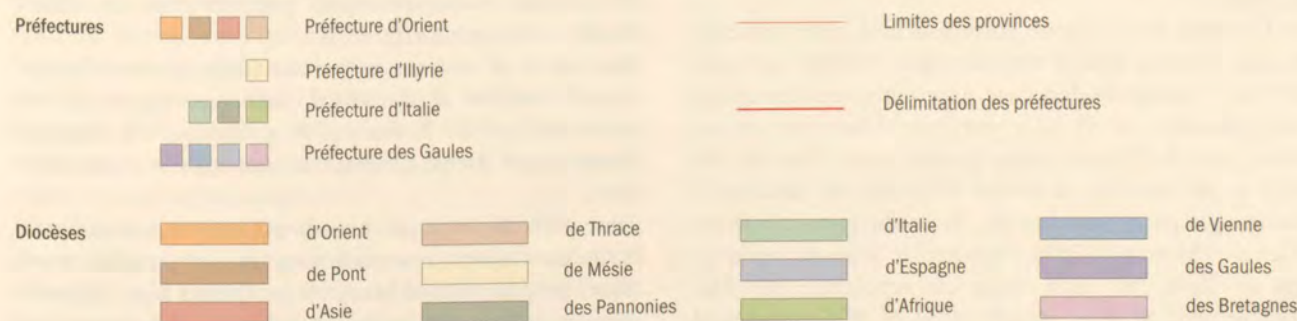 Préfectures Préfecture d'Orient
Préfecture d'Illyrie
Préfecture d'Italie
Préfecture des Gaules
Limites des provinces
Délimitation des préfectures
Diocèses d'Orient de Thrace d'Italie de Vienne
de Pont de Mésie d'Espagne des Gaules
d'Asie des Pannonies d'Afrique des Bretagnes